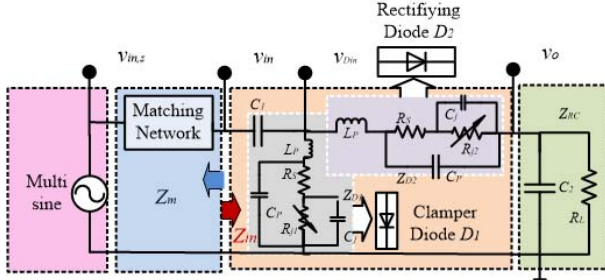 Rectifiying
Diode D2
vin,s
vin
vDin
vo
Matching
Network
C1
LP
RS
Cj
Rj2
ZD2
CP
ZRC
Multi
sine
Zm
Zin
LP
RS
CP
Rj1
ZD1
Cj
Clamper
Diode D1
C2
RL